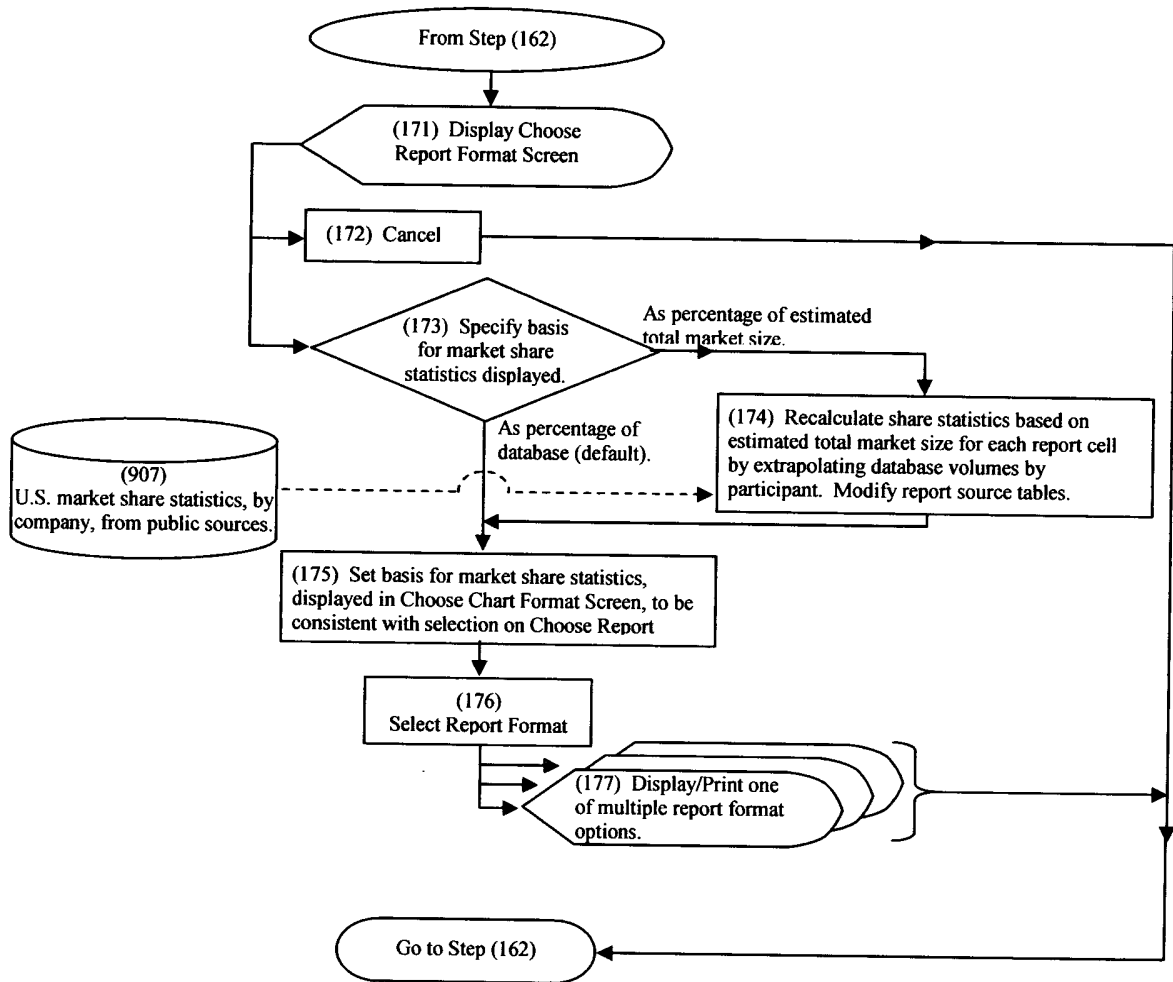 From Step (162)
(171) Display Choose
Report Format Screen
(172) Cancel
(173) Specify basis
for market share
statistics displayed.
As percentage of estimated
total market size.
As percentage of
database (default).
(174) Recalculate share statistics based on
estimated total market size for each report cell
by extrapolating database volumes by
participant. Modify report source tables.
(907)
U.S. market share statistics, by
company, from public sources.
(175) Set basis for market share statistics,
displayed in Choose Chart Format Screen, to be
consistent with selection on Choose Report
(176)
Select Report Format
(177) Display/Print one
of multiple report format
options.
Go to Step (162)